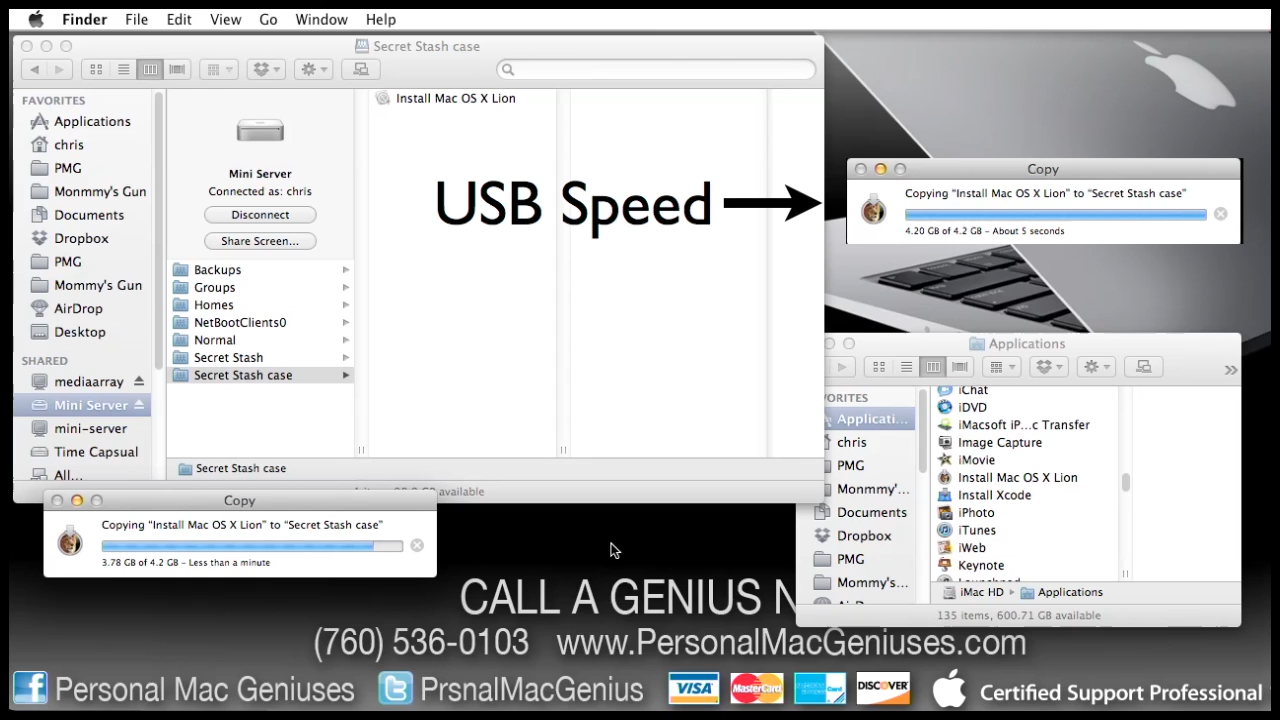 Finder File Edit View Go Window Help
Secret Stash case
FAVORITES
Applications
chris
PMG
Monmmy's Gun
Documents
Dropbox
PMG
Mommy's Gun
AirDrop
Desktop
SHARED
mediaarray
Mini Server
mini-server
Time Capsual
All...
Mini Server
Connected as: chris
Disconnect
Share Screen...
Backups
Groups
Homes
NetBootClients0
Normal
Secret Stash
Secret Stash case
Install Mac OS X Lion
Secret Stash case
available
USB Speed
Copy
Copying “Install Mac OS X Lion” to “Secret Stash case”
4.20 GB of 4.2 GB – About 5 seconds
Applications
ORITES
Applicati...
chris
PMG
Monmmy'...
Documents
Dropbox
PMG
Mommy's...
iChat
iDVD
iMacsoft iP...c Transfer
Image Capture
iMovie
Install Mac OS X Lion
Install Xcode
iPhoto
iTunes
iWeb
Keynote
iMac HD Applications
135 items, 600.71 GB available
Copy
Copying “Install Mac OS X Lion” to “Secret Stash case”
3.78 GB of 4.2 GB – Less than a minute
CALL A GENIUS N
(760) 536-0103 www.PersonalMacGeniuses.com
Personal Mac Geniuses PrsnalMacGenius VISA MasterCard DISCOVER Certified Support Professional